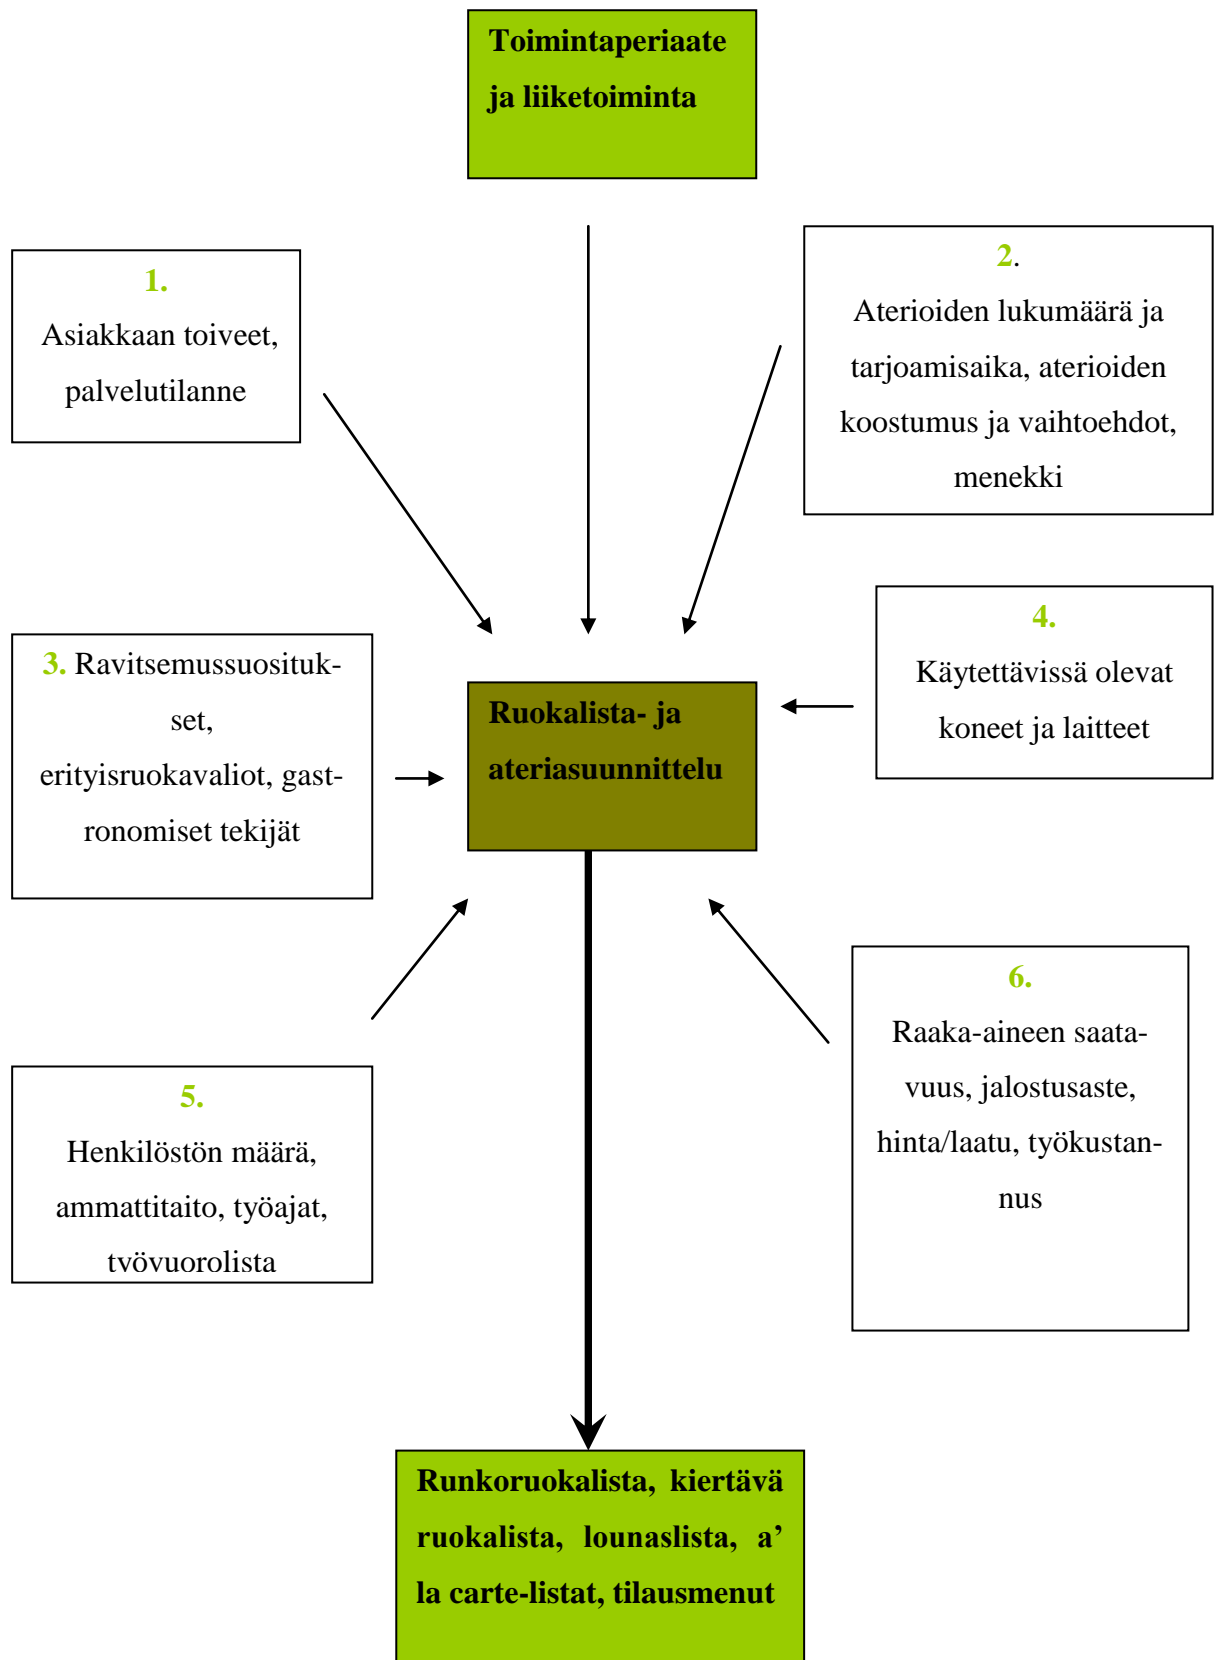 Toimintaperiaate
ja liiketoiminta
1.
Asiakkaan toiveet,
palvelutilanne
2.
Aterioiden lukumäärä ja
tarjoamisaika, aterioiden
koostumus ja vaihtoehdot,
menekki
3. Ravitsemussuosituk-
set,
erityisruokavaliot, gast-
ronomiset tekijät
Ruokalista- ja
ateriasuunnittelu
4.
Käytettävissä olevat
koneet ja laitteet
5.
Henkilöstön määrä,
ammattitaito, työajat,
työvuorolista
6.
Raaka-aineen saata-
vuus, jalostusaste,
hinta/laatu, työkustan-
nus
Runkoruokalista, kiertävä
ruokalista, lounaslista, a’
la carte-listat, tilausmenut